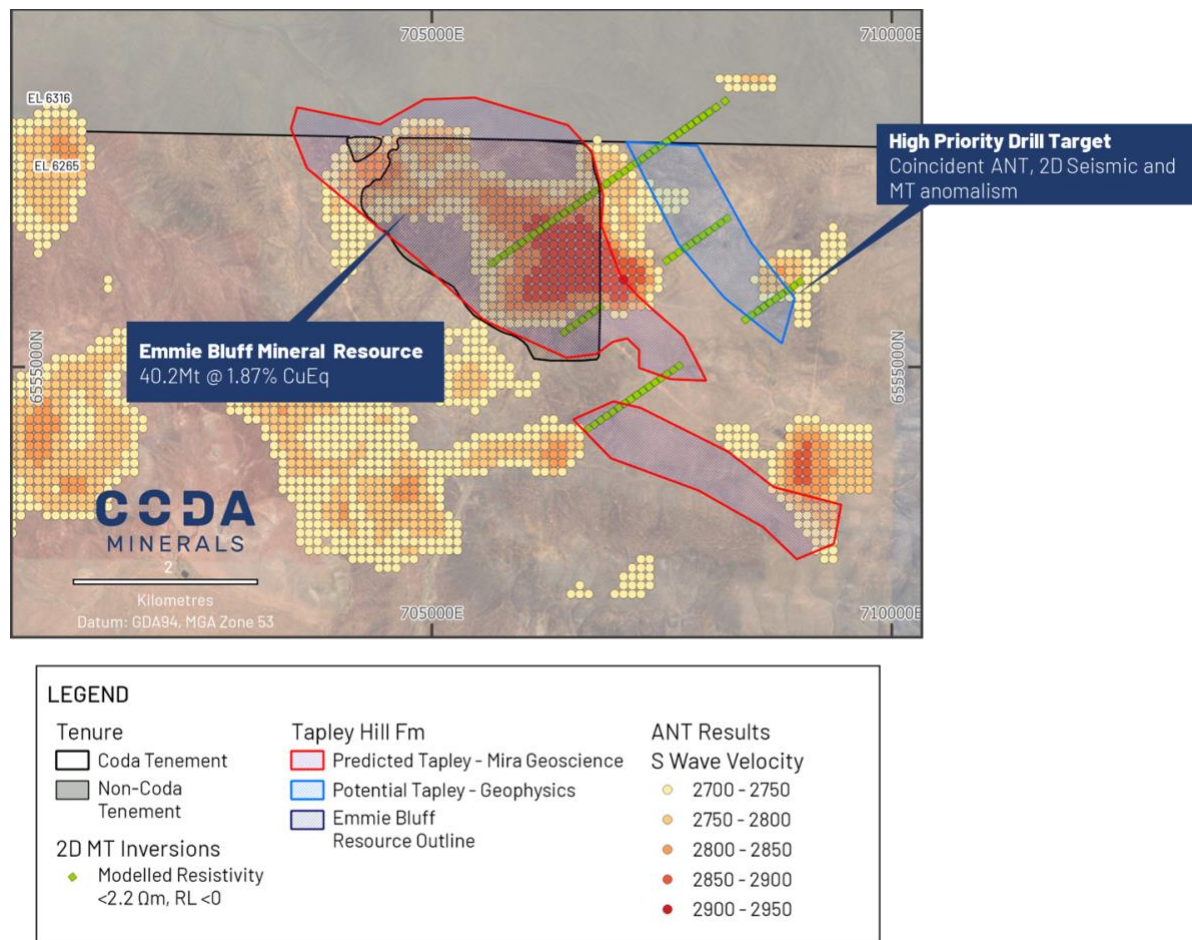 705000E
710000E
EL 6316
EL 6265
High Priority Drill Target
Coincident ANT, 2D Seismic and
MT anomalism
Emmie Bluff Mineral Resource
40.2Mt @ 1.87% CuEq
6555000N
6555000N
CODA
MINERALS
2
Kilometres
Datum: GDA94, MGA Zone 53
705000E
710000E
LEGEND
Tenure
Coda Tenement
Non-Coda
Tenement
2D MT Inversions
Modelled Resistivity
<2.2 Ωm, RL <0
Tapley Hill Fm
Predicted Tapley - Mira Geoscience
Potential Tapley - Geophysics
Emmie Bluff
Resource Outline
ANT Results
S Wave Velocity
2700 - 2750
2750 - 2800
2800 - 2850
2850 - 2900
2900 - 2950